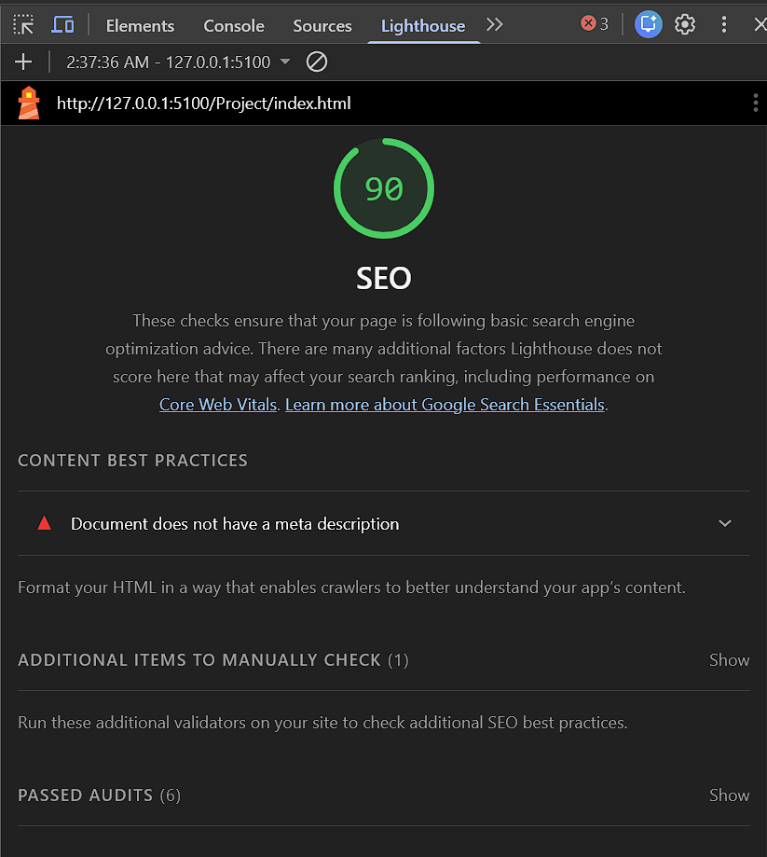 Elements Console Sources Lighthouse 3
2:37:36 AM - 127.0.0.1:5100
http://127.0.0.1:5100/Project/index.html
90
SEO
These checks ensure that your page is following basic search engine
optimization advice. There are many additional factors Lighthouse does not
score here that may affect your search ranking, including performance on
Core Web Vitals. Learn more about Google Search Essentials.
CONTENT BEST PRACTICES
Document does not have a meta description
Format your HTML in a way that enables crawlers to better understand your app's content.
ADDITIONAL ITEMS TO MANUALLY CHECK (1) Show
Run these additional validators on your site to check additional SEO best practices.
PASSED AUDITS (6) Show